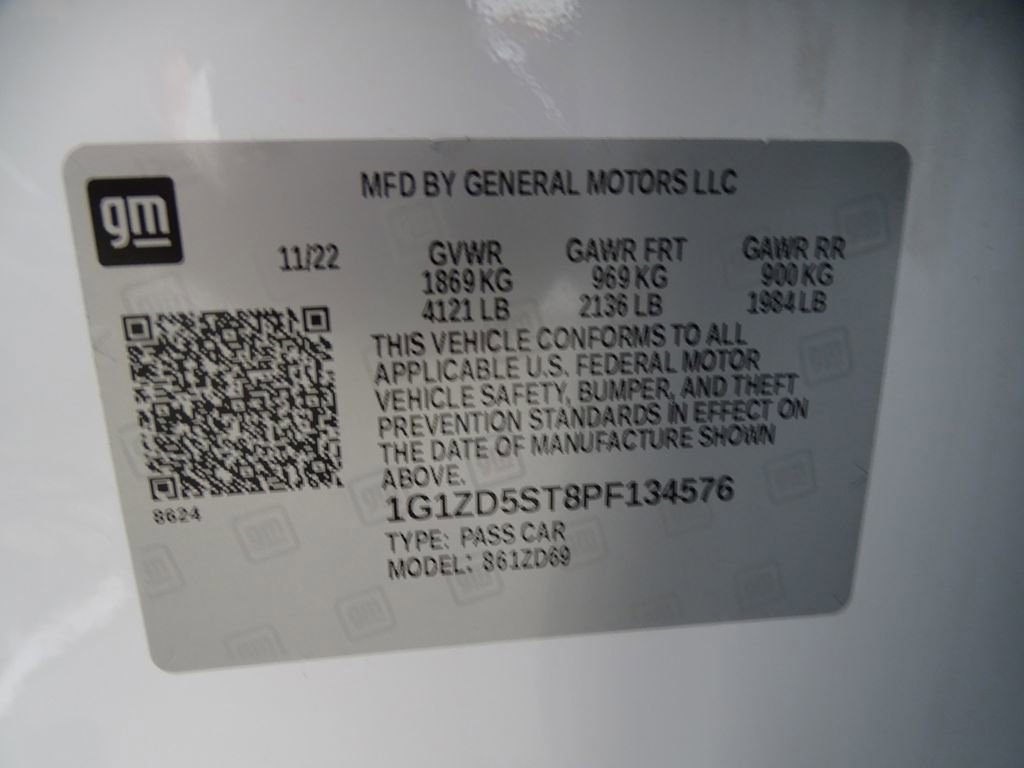 gm
MFD BY GENERAL MOTORS LLC
11/22 GVWR GAWR FRT GAWR RR
1869 KG 969 KG 900 KG
4121 LB 2136 LB 1984 LB
THIS VEHICLE CONFORMS TO ALL
APPLICABLE U.S. FEDERAL MOTOR
VEHICLE SAFETY, BUMPER, AND THEFT
PREVENTION STANDARDS IN EFFECT ON
THE DATE OF MANUFACTURE SHOWN
ABOVE.
1G1ZD5ST8PF134576
8624
TYPE: PASS CAR
MODEL: 861ZD69